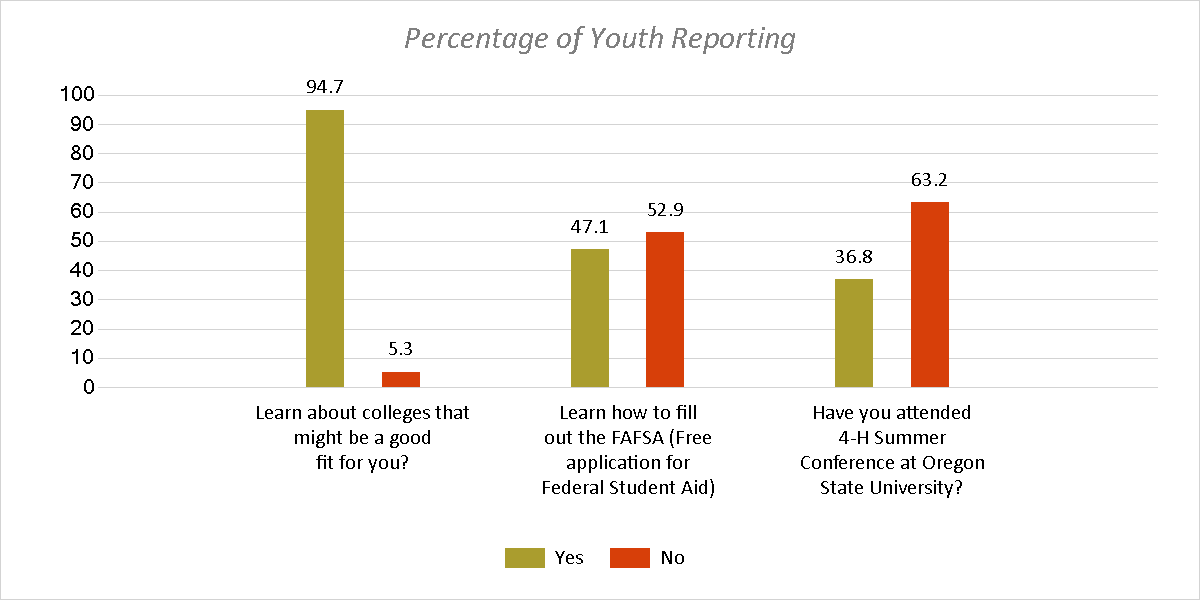 Percentage of Youth Reporting
100
90
80
70
60
50
40
30
20
10
0
94.7
5.3
47.1
52.9
36.8
63.2
Learn about colleges that
might be a good
fit for you?
Learn how to fill
out the FAFSA (Free
application for
Federal Student Aid)
Have you attended
4-H Summer
Conference at Oregon
State University?
Yes
No